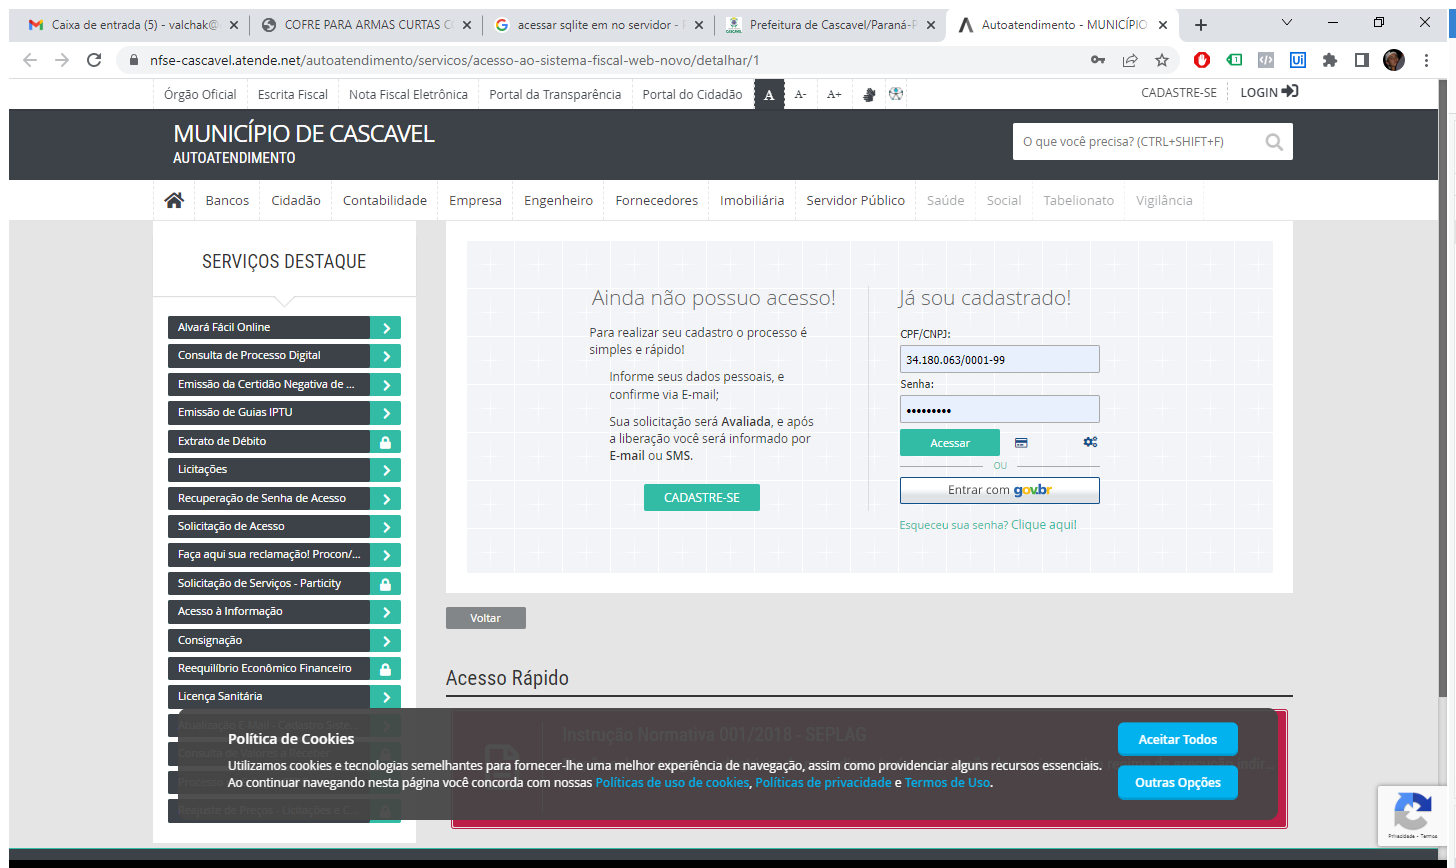 Caixa de entrada (5) - valchak@
COFRE PARA ARMAS CURTAS C
acessar sqlite em no servidor -
Prefeitura de Cascavel/Paraná-P
Autoatendimento - MUNICÍPIO
nfse-cascavel.atende.net/autoatendimento/servicos/acesso-ao-sistema-fiscal-web-novo/detalhar/1
Órgão Oficial Escrita Fiscal Nota Fiscal Eletrônica Portal da Transparência Portal do Cidadão A A- A+ CADASTRE-SE LOGIN
MUNICÍPIO DE CASCAVEL
AUTOATENDIMENTO
O que você precisa? (CTRL+SHIFT+F)
Bancos Cidadão Contabilidade Empresa Engenheiro Fornecedores Imobiliária Servidor Público Saúde Social Tabelionato Vigilância
SERVIÇOS DESTAQUE
Alvará Fácil Online
Consulta de Processo Digital
Emissão da Certidão Negativa de ...
Emissão de Guias IPTU
Extrato de Débito
Licitações
Recuperação de Senha de Acesso
Solicitação de Acesso
Faça aqui sua reclamação! Procon/...
Solicitação de Serviços - Particity
Acesso à Informação
Consignação
Reequilíbrio Econômico Financeiro
Licença Sanitária
Ainda não possuo acesso!
Para realizar seu cadastro o processo é
simples e rápido!
Informe seus dados pessoais, e
confirme via E-mail;
Sua solicitação será Avaliada, e após
a liberação você será informado por
E-mail ou SMS.
CADASTRE-SE
Já sou cadastrado!
CPF/CNPJ:
34.180.063/0001-99
Senha:
•••••••••
Acessar
OU
Entrar com gov.br
Esqueceu sua senha? Clique aqui!
Voltar
Acesso Rápido
Instrução Normativa 001/2018 - SEPLAG
Política de Cookies
Utilizamos cookies e tecnologias semelhantes para fornecer-lhe uma melhor experiência de navegação, assim como providenciar alguns recursos essenciais.
Ao continuar navegando nesta página você concorda com nossas Políticas de uso de cookies, Políticas de privacidade e Termos de Uso.
Aceitar Todos
Outras Opções
Reajuste de Preços - Licitações e C...
Privacidade - Termos